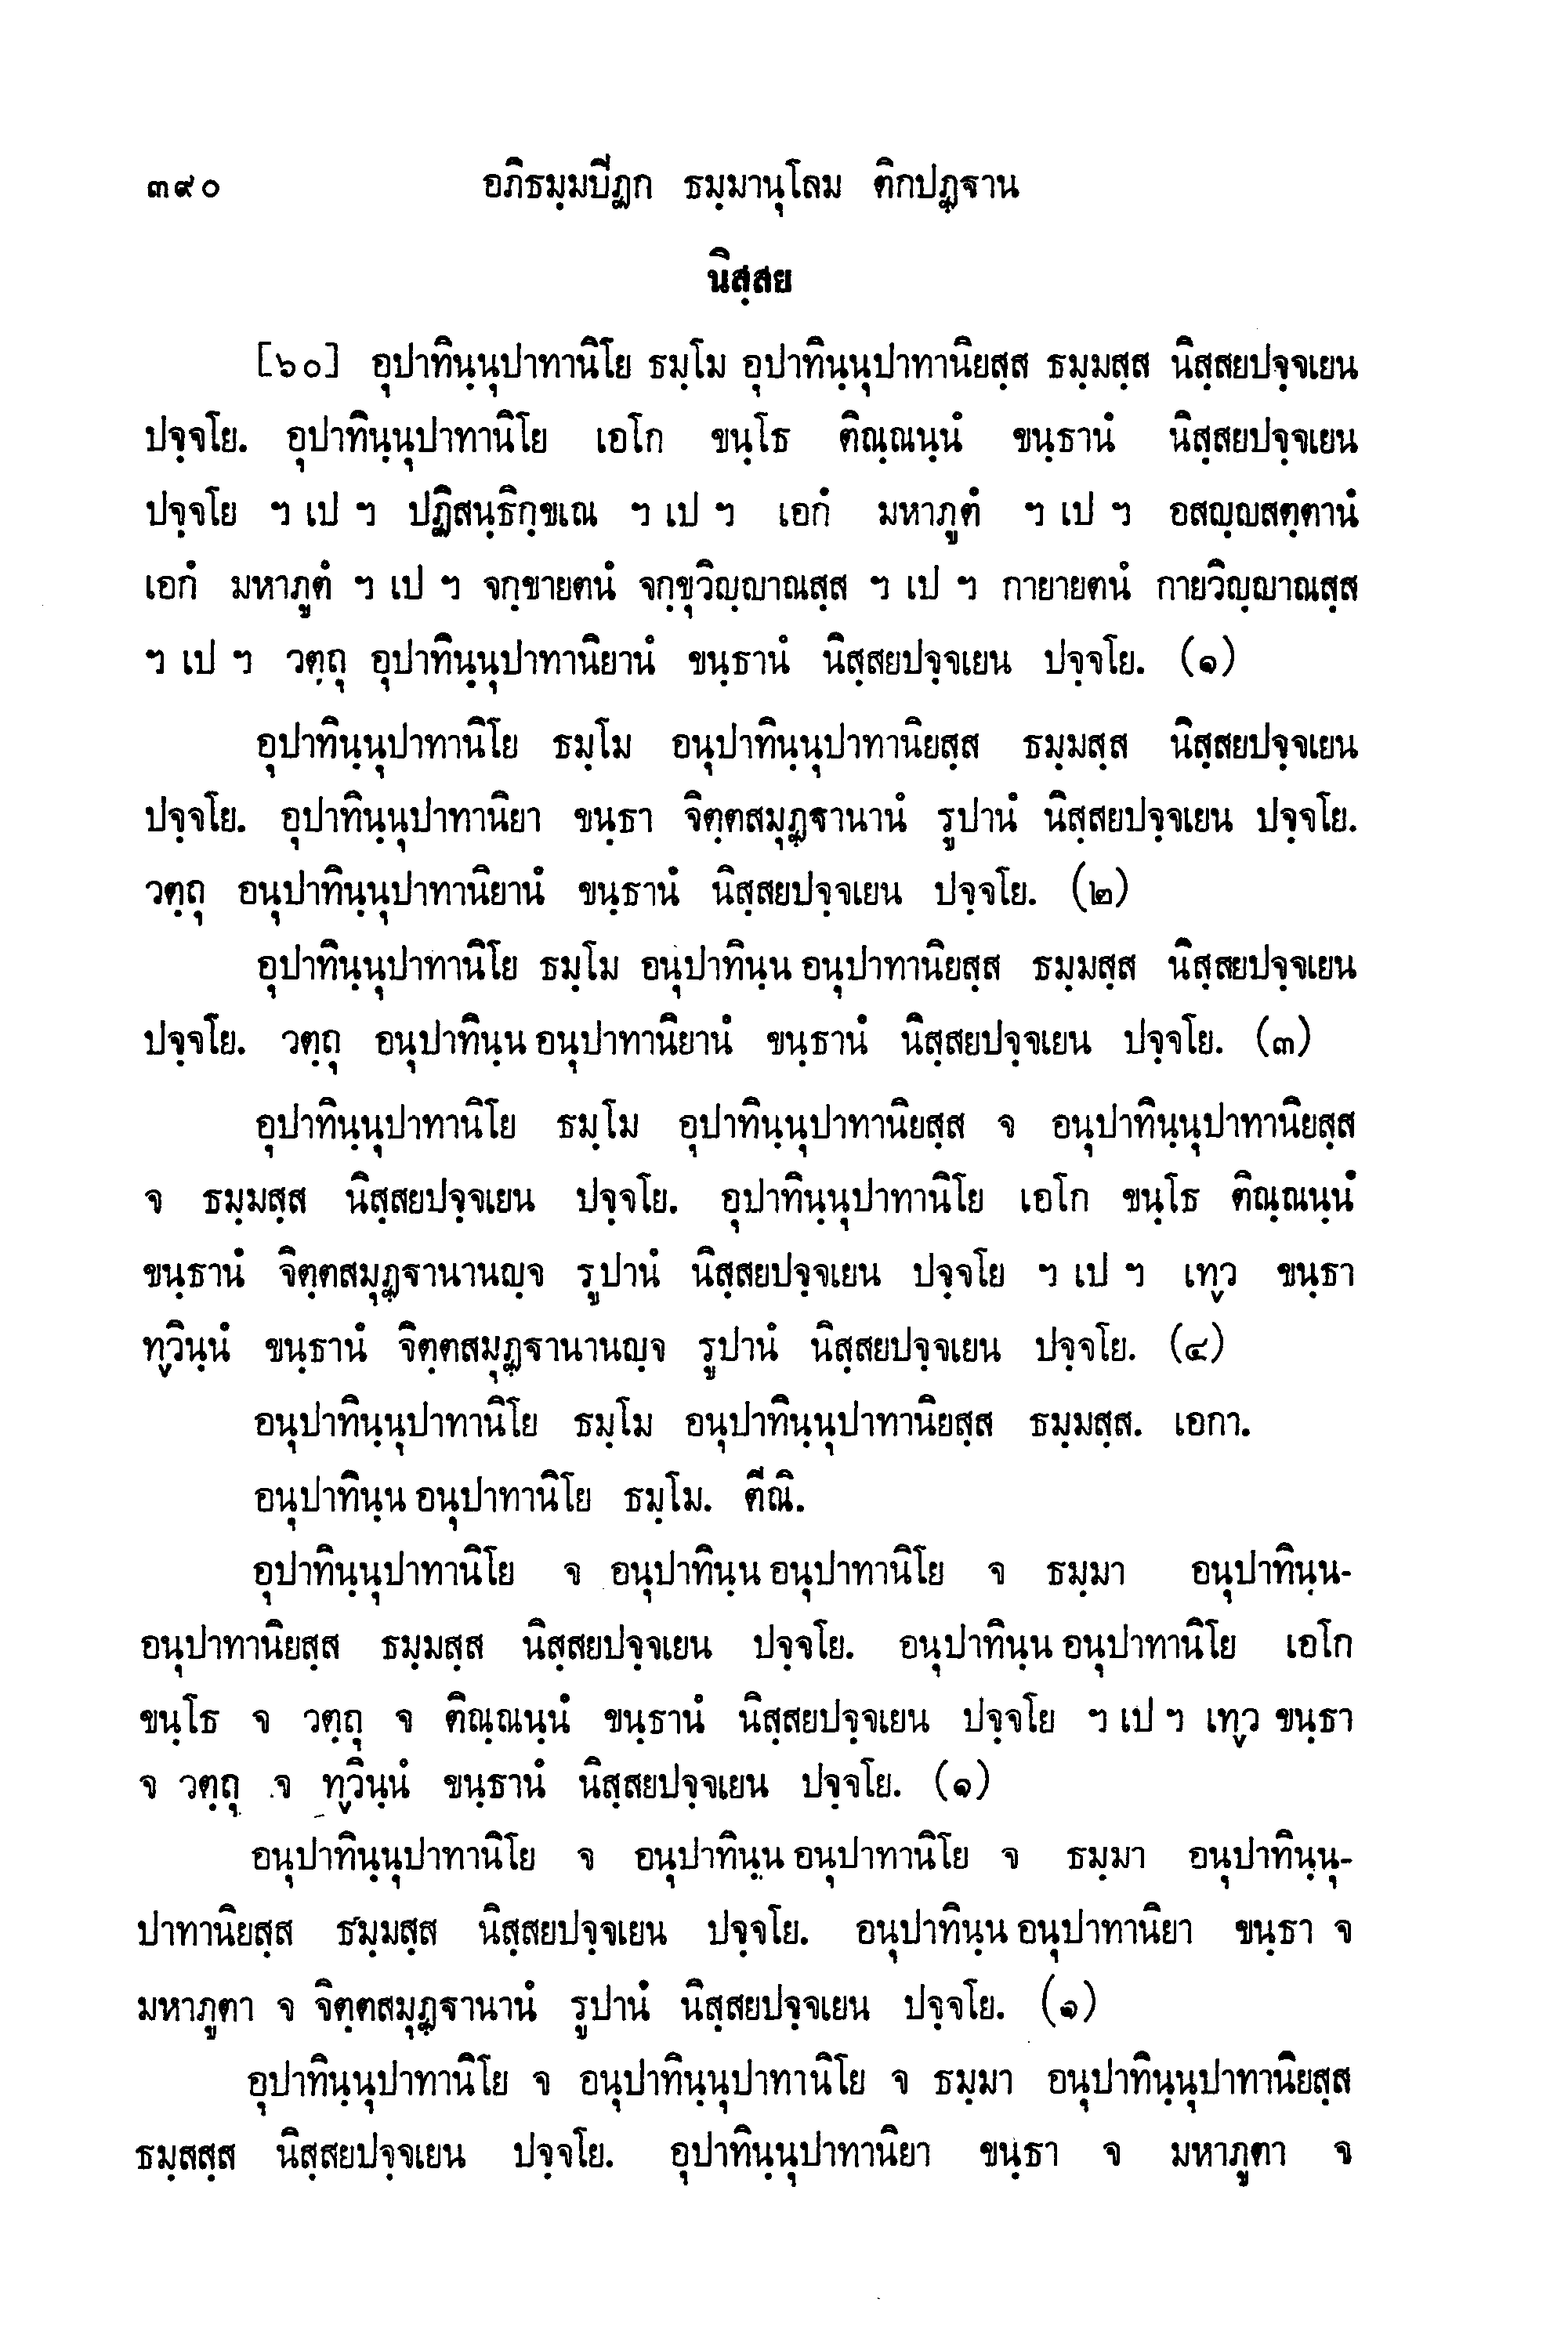 ๓๙๐ อภิธมฺมปีฏก ธมฺมานุโลม ติกปฏฺฐาน
นิสฺสย
[๖๐] อุปาทินฺนุปาทานิโย ธมฺโม อุปาทินฺนุปาทานิยสฺส ธมฺมสฺส นิสฺสยปจฺจเยน
ปจฺจโย. อุปาทินฺนุปาทานิโย เอโก ขนฺโธ ติณฺณนฺนํ ขนฺธานํ นิสฺสยปจฺจเยน
ปจฺจโย ฯ เป ฯ ปฏิสนฺธิกฺขเณ ฯ เป ฯ เอกํ มหาภูตํ ฯ เป ฯ อสญฺญสตฺตานํ
เอกํ มหาภูตํ ฯ เป ฯ จกฺขายตนํ จกฺขุวิญฺญาณสฺส ฯ เป ฯ กายายตนํ กายวิญฺญาณสฺส
ฯ เป ฯ วตฺถุ อุปาทินฺนุปาทานิยานํ ขนฺธานํ นิสฺสยปจฺจเยน ปจฺจโย. (๑)
อุปาทินฺนุปาทานิโย ธมฺโม อนุปาทินฺนุปาทานิยสฺส ธมฺมสฺส นิสฺสยปจฺจเยน
ปจฺจโย. อุปาทินฺนุปาทานิยา ขนฺธา จิตฺตสมุฏฺฐานานํ รูปานํ นิสฺสยปจฺจเยน ปจฺจโย.
วตฺถุ อนุปาทินฺนุปาทานิยานํ ขนฺธานํ นิสฺสยปจฺจเยน ปจฺจโย. (๒)
อุปาทินฺนุปาทานิโย ธมฺโม อนุปาทินฺน อนุปาทานิยสฺส ธมฺมสฺส นิสฺสยปจฺจเยน
ปจฺจโย. วตฺถุ อนุปาทินฺน อนุปาทานิยานํ ขนฺธานํ นิสฺสยปจฺจเยน ปจฺจโย. (๓)
อุปาทินฺนุปาทานิโย ธมฺโม อุปาทินฺนุปาทานิยสฺส จ อนุปาทินฺนุปาทานิยสฺส
จ ธมฺมสฺส นิสฺสยปจฺจเยน ปจฺจโย. อุปาทินฺนุปาทานิโย เอโก ขนฺโธ ติณฺณนฺนํ
ขนฺธานํ จิตฺตสมุฏฺฐานานญฺจ รูปานํ นิสฺสยปจฺจเยน ปจฺจโย ฯ เป ฯ เทฺว ขนฺธา
ทฺวินฺนํ ขนฺธานํ จิตฺตสมุฏฺฐานานญฺจ รูปานํ นิสฺสยปจฺจเยน ปจฺจโย. (๔)
อนุปาทินฺนุปาทานิโย ธมฺโม อนุปาทินฺนุปาทานิยสฺส ธมฺมสฺส. เอกา.
อนุปาทินฺน อนุปาทานิโย ธมฺโม. ตีณิ.
อุปาทินฺนุปาทานิโย จ อนุปาทินฺน อนุปาทานิโย จ ธมฺมา อนุปาทินฺน-
อนุปาทานิยสฺส ธมฺมสฺส นิสฺสยปจฺจเยน ปจฺจโย. อนุปาทินฺน อนุปาทานิโย เอโก
ขนฺโธ จ วตฺถุ จ ติณฺณนฺนํ ขนฺธานํ นิสฺสยปจฺจเยน ปจฺจโย ฯ เป ฯ เทฺว ขนฺธา
จ วตฺถุ จ ทฺวินฺนํ ขนฺธานํ นิสฺสยปจฺจเยน ปจฺจโย. (๑)
อนุปาทินฺนุปาทานิโย จ อนุปาทินฺน อนุปาทานิโย จ ธมฺมา อนุปาทินฺนุ-
ปาทานิยสฺส ธมฺมสฺส นิสฺสยปจฺจเยน ปจฺจโย. อนุปาทินฺน อนุปาทานิยา ขนฺธา จ
มหาภูตา จ จิตฺตสมุฏฺฐานานํ รูปานํ นิสฺสยปจฺจเยน ปจฺจโย. (๑)
อุปาทินฺนุปาทานิโย จ อนุปาทินฺนุปาทานิโย จ ธมฺมา อนุปาทินฺนุปาทานิยสฺส
ธมฺสสฺส นิสฺสยปจฺจเยน ปจฺจโย. อุปาทินฺนุปาทานิยา ขนฺธา จ มหาภูตา จ